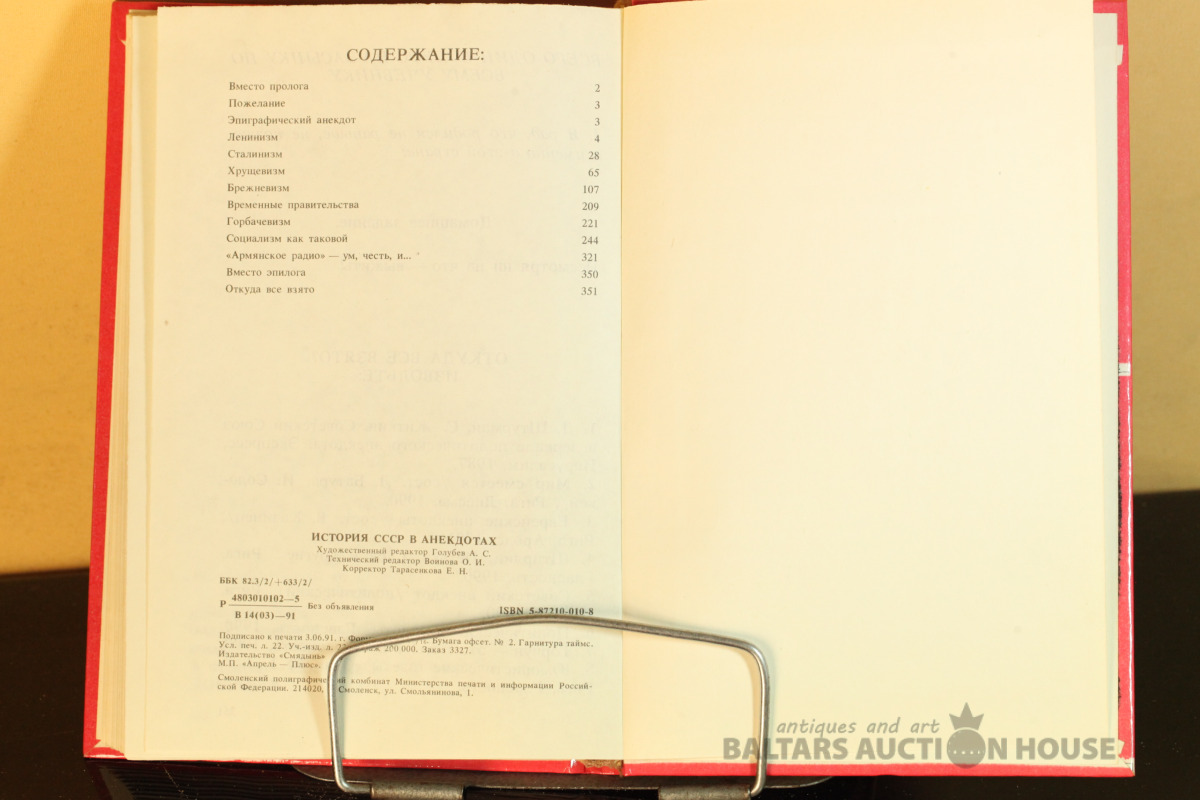 СОДЕРЖАНИЕ:
Вместо пролога 2
Пожелание 3
Эпиграфический анекдот 3
Ленинизм 4
Сталинизм 28
Хрущевизм 65
Брежневизм 107
Временные правительства 209
Горбачевизм 221
Социализм как таковой 244
«Армянское радио» — ум, честь, и... 321
Вместо эпилога 350
Откуда все взято 351
ИСТОРИЯ СССР В АНЕКДОТАХ
Художественный редактор Голубев А. С.
Технический редактор Воинова О. И.
Корректор Тарасенкова Е. Н.
ББК 82.3/2/+633/2/
Р 4803010102—5 Без объявления
В 14(03)—91
ISBN 5-87210-010-8
Подписано к печати 3.06.91. г. Бумага офсет. № 2. Гарнитура таймс.
Усл. печ. л. 22. Уч.-изд. л. 200 000. Заказ 3327.
Издательство «Смядынь»
М.П. «Апрель — Плюс».
Смоленский полиграфический комбинат Министерства печати и информации Россий-
ской Федерации. 214020, Смоленск, ул. Смольянинова, 1.
antiques and art
BALTARS AUCTION HOUSE